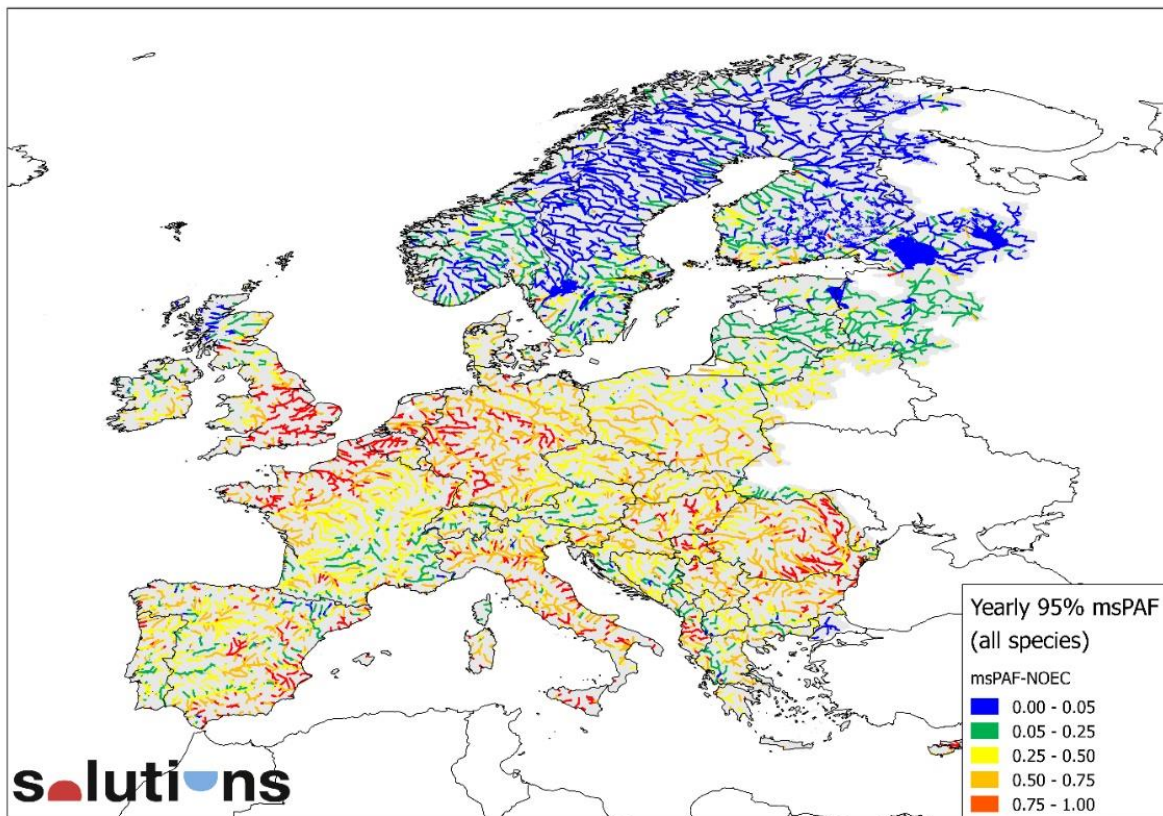 Yearly 95% msPAF
(all species)
msPAF-NOEC
0.00 - 0.05
0.05 - 0.25
0.25 - 0.50
0.50 - 0.75
0.75 - 1.00
solutions